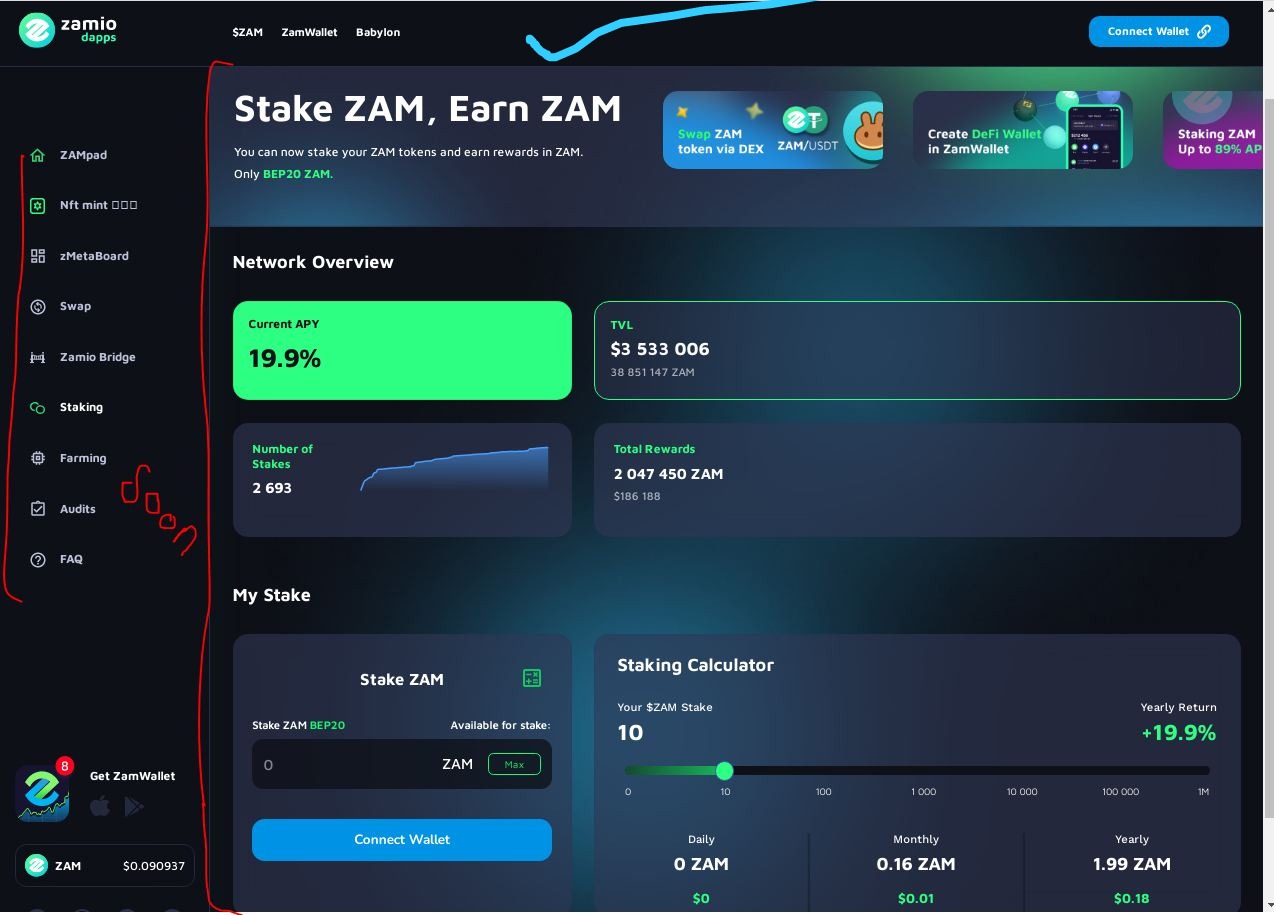 zamio
dapps
$ZAM ZamWallet Babylon
Connect Wallet
ZAMpad
Nft mint
zMetaBoard
Swap
Zamio Bridge
Staking
Farming
Audits
FAQ
soon
Get ZamWallet
8
ZAM $0.090937
Stake ZAM, Earn ZAM
You can now stake your ZAM tokens and earn rewards in ZAM.
Only BEP20 ZAM.
Swap ZAM
token via DEX
ZAM/USDT
Create DeFi Wallet
in ZamWallet
Staking ZAM
Up to 89% AP
Network Overview
Current APY
19.9%
TVL
$3 533 006
38 851 147 ZAM
Number of
Stakes
2 693
Total Rewards
2 047 450 ZAM
$186 188
My Stake
Stake ZAM
Stake ZAM BEP20 Available for stake:
0 ZAM Max
Connect Wallet
Staking Calculator
Your $ZAM Stake Yearly Return
10 +19.9%
0 10 100 1 000 10 000 100 000 1M
Daily Monthly Yearly
0 ZAM 0.16 ZAM 1.99 ZAM
$0 $0.01 $0.18